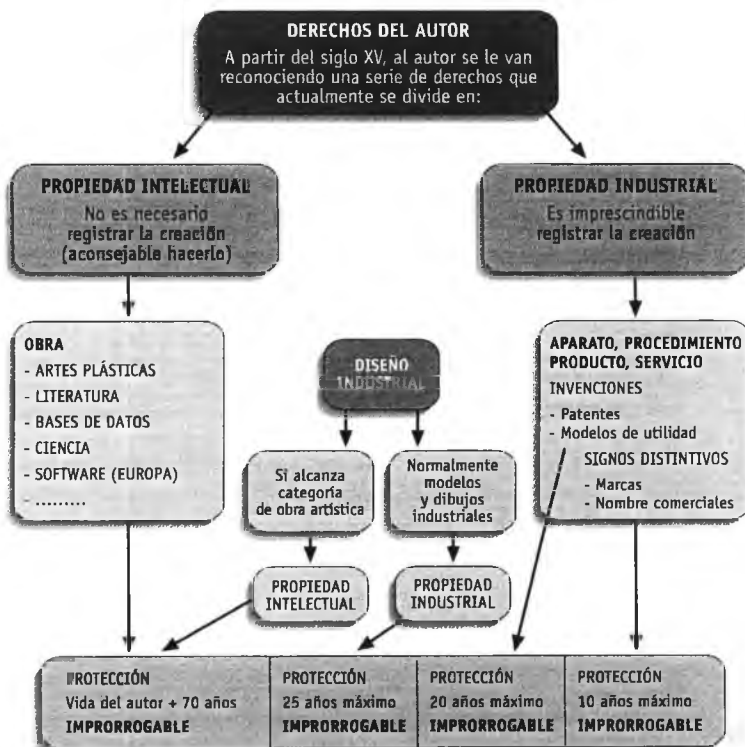 DERECHOS DEL AUTOR
A partir del siglo XV, al autor se le van
reconociendo una serie de derechos que
actualmente se divide en:
PROPIEDAD INTELECTUAL
No es necesario
registrar la creación
(aconsejable hacerlo)
PROPIEDAD INDUSTRIAL
Es imprescindible
registrar la creación
OBRA
- ARTES PLÁSTICAS
- LITERATURA
- BASES DE DATOS
- CIENCIA
- SOFTWARE (EUROPA)
- .........
DISEÑO
INDUSTRIAL
Si alcanza
categoría
de obra artística
Normalmente
modelos
y dibujos
industriales
PROPIEDAD
INTELECTUAL
PROPIEDAD
INDUSTRIAL
APARATO, PROCEDIMIENTO
PRODUCTO, SERVICIO
INVENCIONES
- Patentes
- Modelos de utilidad
SIGNOS DISTINTIVOS
- Marcas
- Nombre comerciales
PROTECCIÓN
Vida del autor + 70 años
IMPRORROGABLE
PROTECCIÓN
25 años máximo
IMPRORROGABLE
PROTECCIÓN
20 años máximo
IMPRORROGABLE
PROTECCIÓN
10 años máximo
IMPRORROGABLE